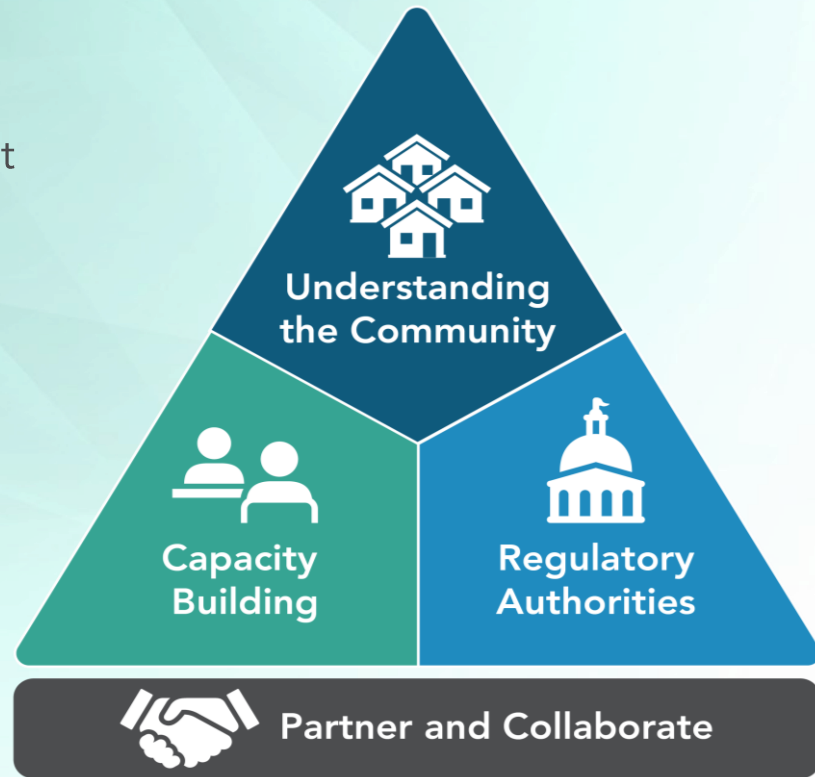 t
Understanding
the Community
Capacity
Building
Regulatory
Authorities
Partner and Collaborate